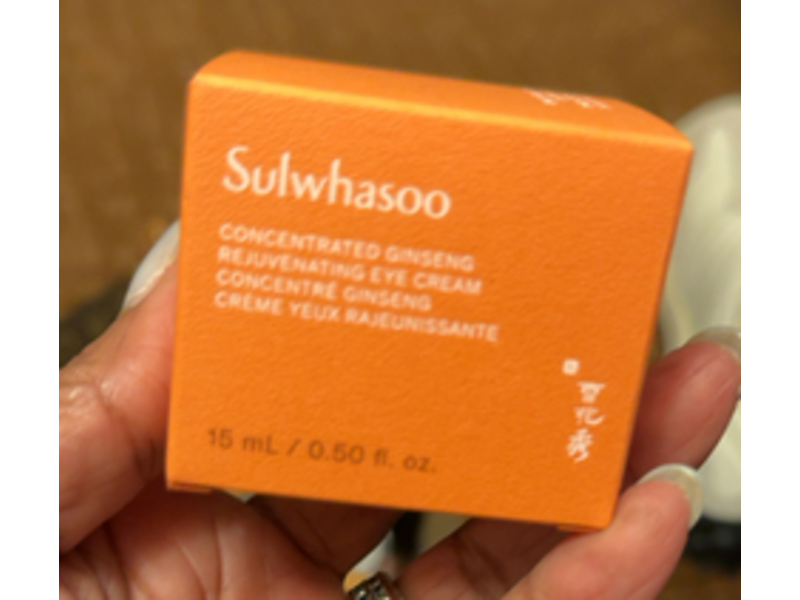 Sulwhasoo
CONCENTRATED GINSENG
REJUVENATING EYE CREAM
CONCENTRÉ GINSENG
CRÈME YEUX RAJEUNISSANTE
15 mL / 0.50 fl. oz.